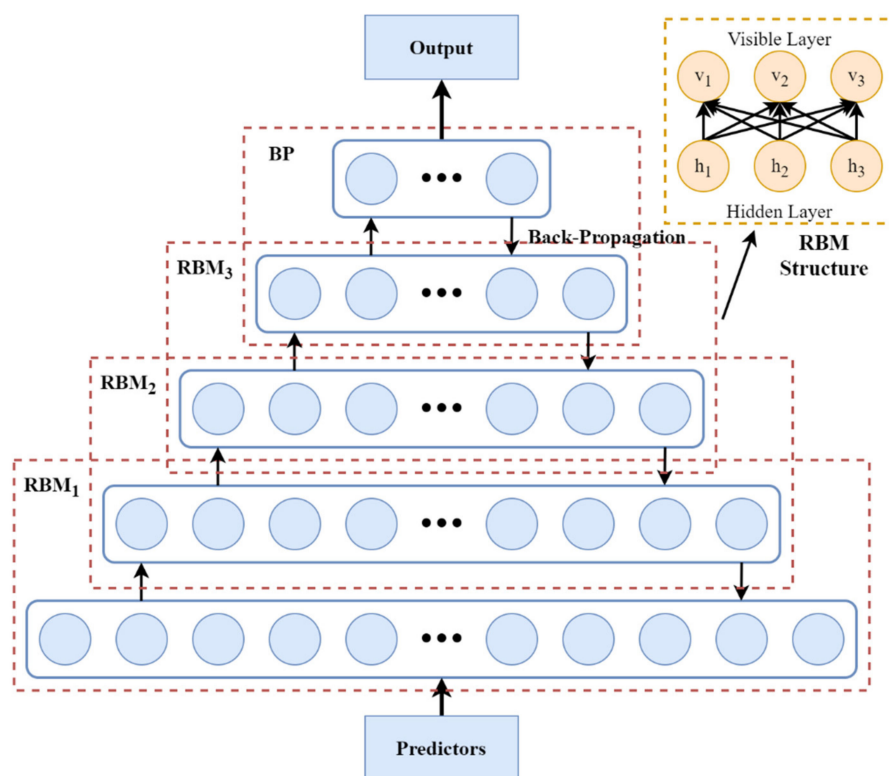 Output
Visible Layer
v1 v2 v3
h1 h2 h3
Hidden Layer
RBM
Structure
BP
Back-Propagation
RBM3
RBM2
RBM1
Predictors